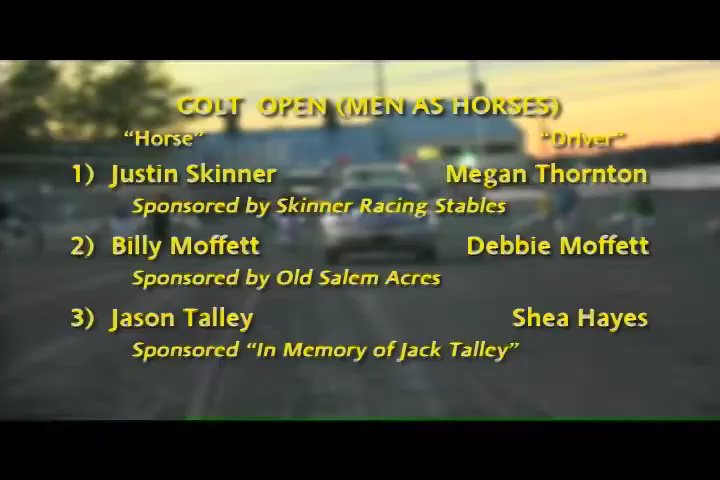 COLT OPEN (MEN AS HORSES)
"Horse" "Driver"
1) Justin Skinner Megan Thornton
Sponsored by Skinner Racing Stables
2) Billy Moffett Debbie Moffett
Sponsored by Old Salem Acres
3) Jason Talley Shea Hayes
Sponsored "In Memory of Jack Talley"